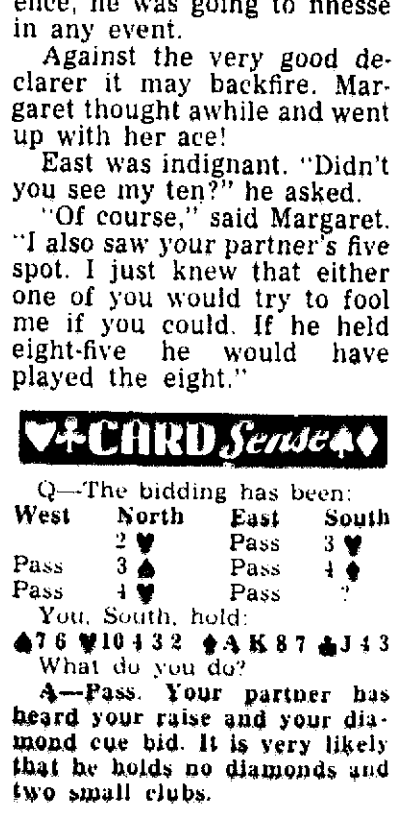 ence, he was going to finesse
in any event.
Against the very good de-
clarer it may backfire. Mar-
garet thought awhile and went
up with her ace!
East was indignant. "Didn't
you see my ten?" he asked.
"Of course," said Margaret.
"I also saw your partner's five
spot. I just knew that either
one of you would try to fool
me if you could. If he held
eight-five he would have
played the eight."
♥♣CARD Sense♠♦
Q—The bidding has been:
West North East South
2 ♥ Pass 3 ♥
Pass 3 ♠ Pass 4 ♦
Pass 4 ♥ Pass ?
You, South, hold:
♠7 6 ♥10 4 3 2 ♦A K 8 7 ♣J 4 3
What do you do?
A—Pass. Your partner has
heard your raise and your dia-
mond cue bid. It is very likely
that he holds no diamonds and
two small clubs.